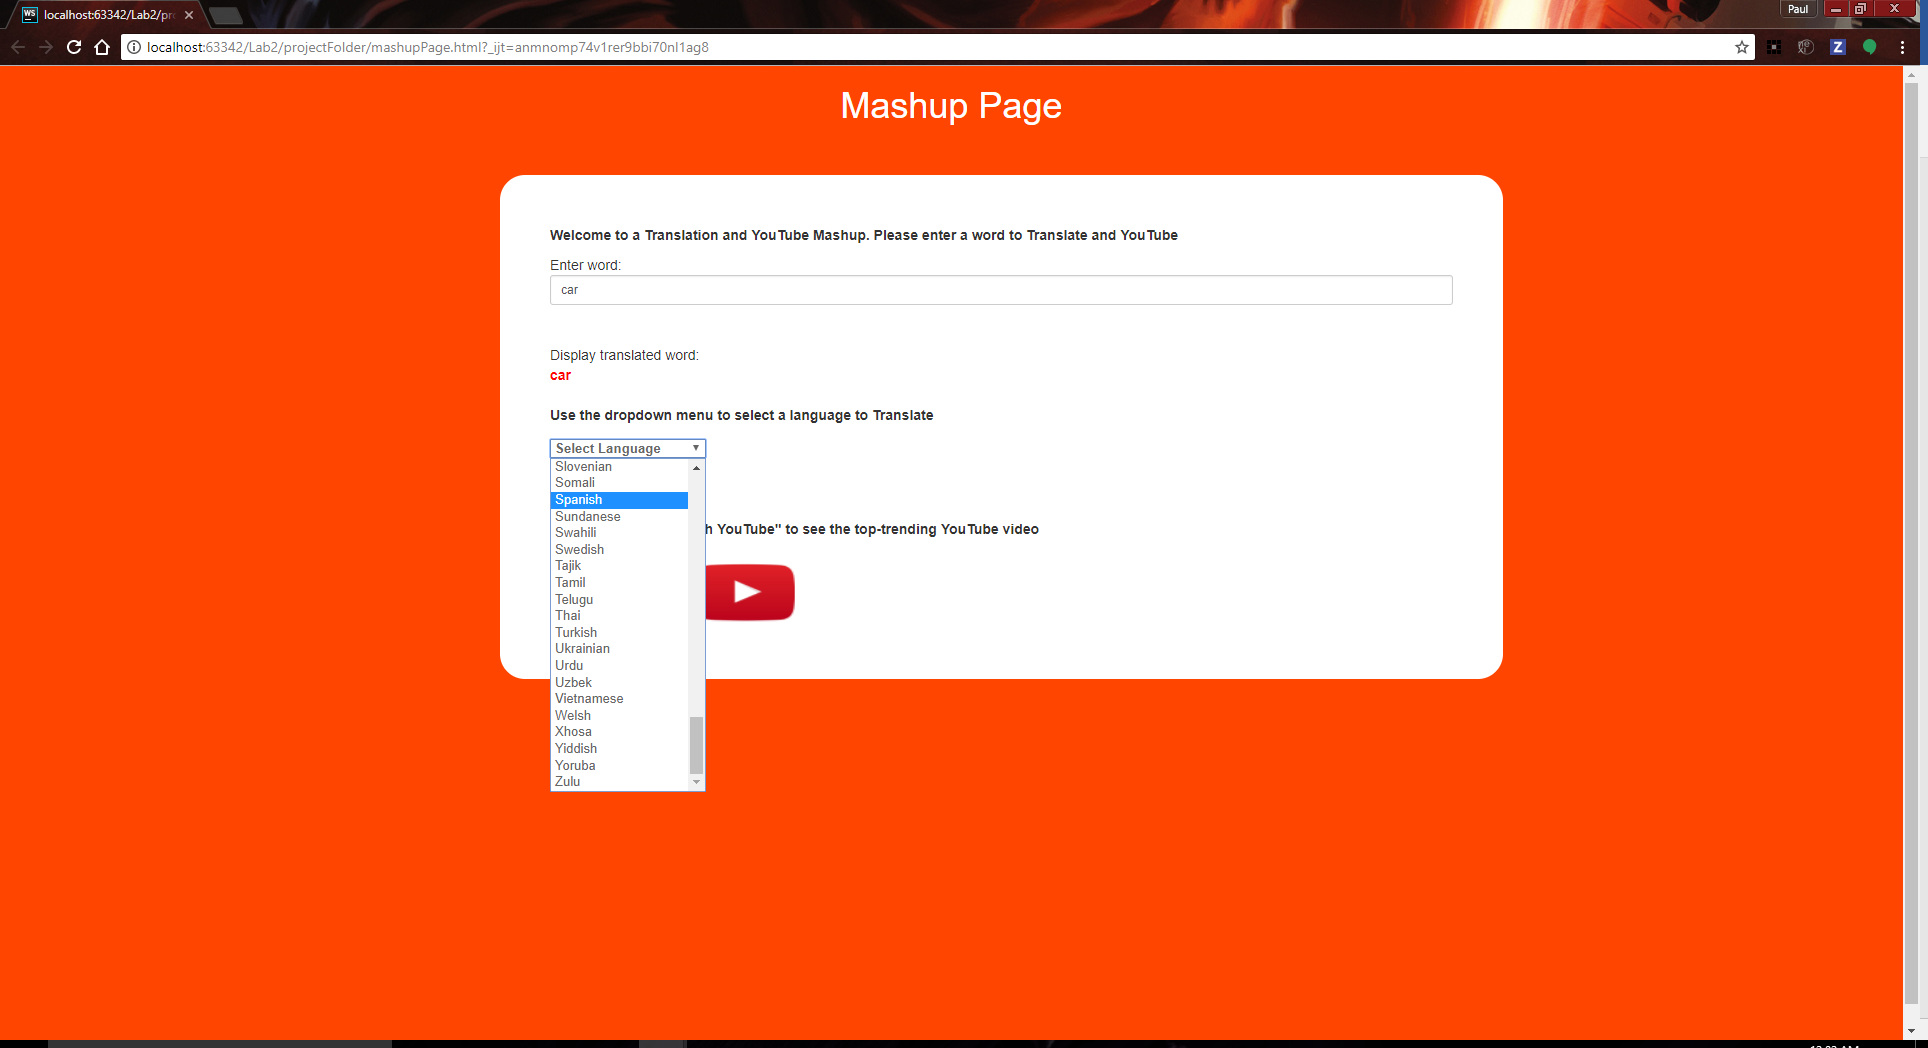 WS localhost:63342/Lab2/pr
Paul
localhost:63342/Lab2/projectFolder/mashupPage.html?_ijt=anmnomp74v1rer9bbi70nl1ag8
Z
Mashup Page
Welcome to a Translation and YouTube Mashup. Please enter a word to Translate and YouTube
Enter word:
car
Display translated word:
car
Use the dropdown menu to select a language to Translate
Select Language
Slovenian
Somali
Spanish
Sundanese
Swahili
h YouTube" to see the top-trending YouTube video
Swedish
Tajik
Tamil
Telugu
Thai
Turkish
Ukrainian
Urdu
Uzbek
Vietnamese
Welsh
Xhosa
Yiddish
Yoruba
Zulu